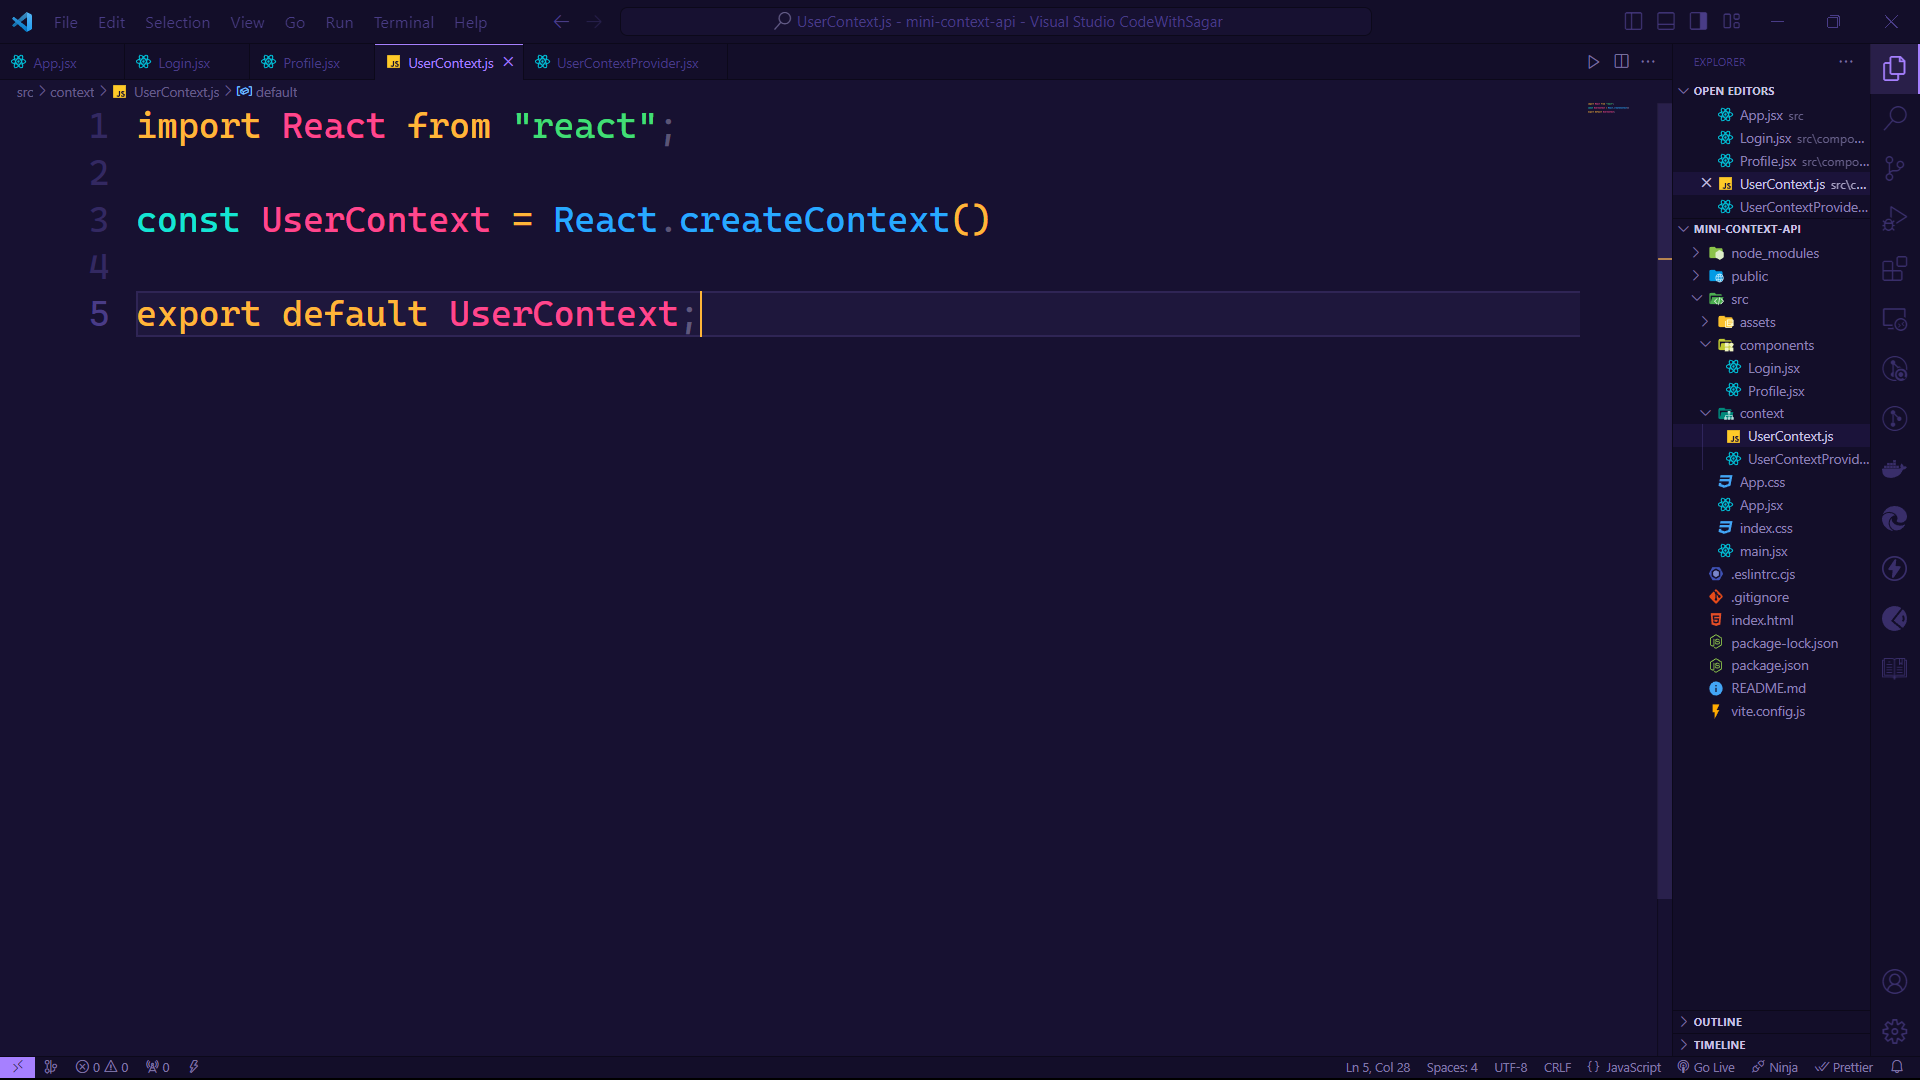 File Edit Selection View Go Run Terminal Help
UserContext.js - mini-context-api - Visual Studio CodeWithSagar
App.jsx Login.jsx Profile.jsx UserContext.js UserContextProvider.jsx
src > context > UserContext.js > default
1 import React from "react";
2
3 const UserContext = React.createContext()
4
5 export default UserContext;
EXPLORER
OPEN EDITORS
App.jsx src
Login.jsx src\compo...
Profile.jsx src\compo...
UserContext.js src\c...
UserContextProvide...
MINI-CONTEXT-API
node_modules
public
src
assets
components
Login.jsx
Profile.jsx
context
UserContext.js
UserContextProvid...
App.css
App.jsx
index.css
main.jsx
.eslintrc.cjs
.gitignore
index.html
package-lock.json
package.json
README.md
vite.config.js
OUTLINE
TIMELINE
0 0 0
Ln 5, Col 28 Spaces: 4 UTF-8 CRLF {} JavaScript Go Live Ninja Prettier